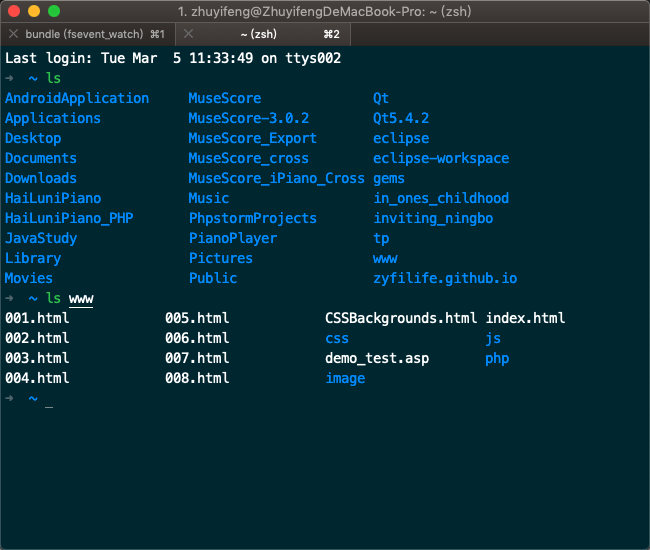 1. zhuyifeng@ZhuyifengDeMacBook-Pro: ~ (zsh)
bundle (fsevent_watch) ⌘1 ~ (zsh) ⌘2
Last login: Tue Mar  5 11:33:49 on ttys002
➜  ~ ls
AndroidApplication MuseScore Qt
Applications MuseScore-3.0.2 Qt5.4.2
Desktop MuseScore_Export eclipse
Documents MuseScore_cross eclipse-workspace
Downloads MuseScore_iPiano_Cross gems
HaiLuniPiano Music in_ones_childhood
HaiLuniPiano_PHP PhpstormProjects inviting_ningbo
JavaStudy PianoPlayer tp
Library Pictures www
Movies Public zyfilife.github.io
➜  ~ ls www
001.html 005.html CSSBackgrounds.html index.html
002.html 006.html css js
003.html 007.html demo_test.asp php
004.html 008.html image
➜  ~ _